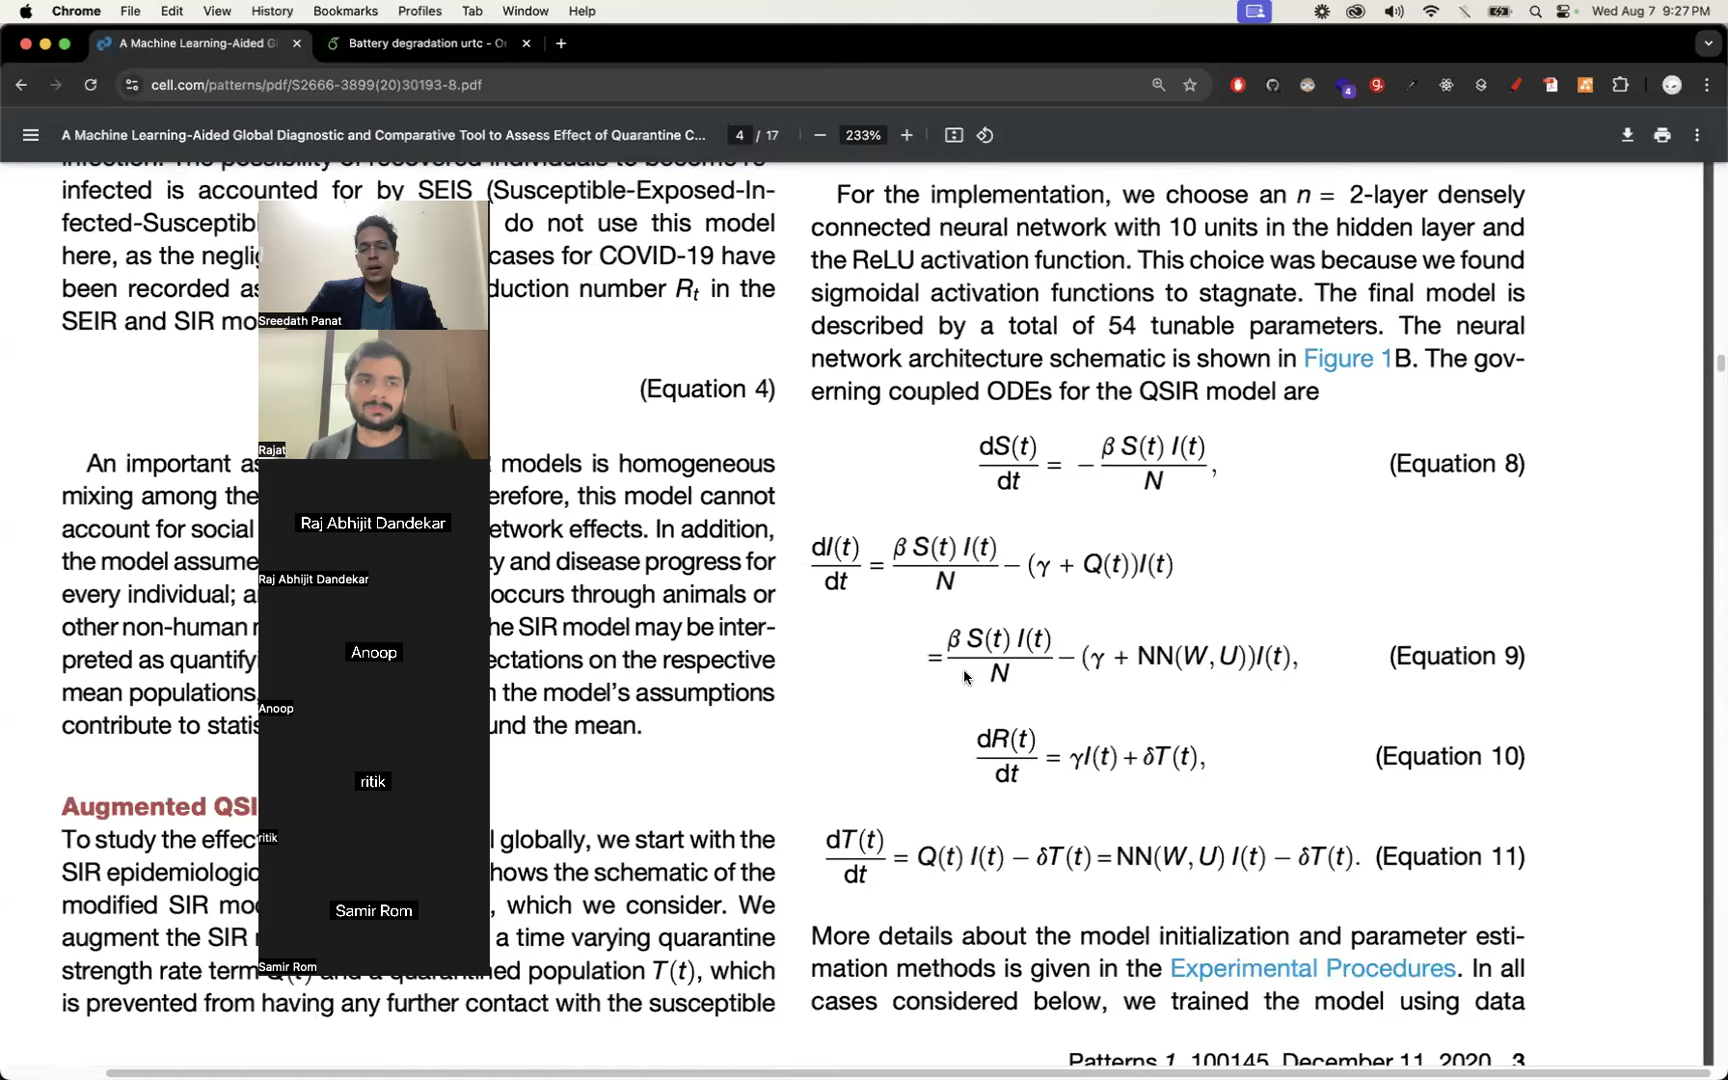 Chrome File Edit View History Bookmarks Profiles Tab Window Help Wed Aug 7 9:27 PM
A Machine Learning-Aided Gl Battery degradation urtc - O
cell.com/patterns/pdf/S2666-3899(20)30193-8.pdf 4
A Machine Learning-Aided Global Diagnostic and Comparative Tool to Assess Effect of Quarantine C... 4 / 17 233%
infection. The possibility of recovered individuals to become re-
infected is accounted for by SEIS (Susceptible-Exposed-In-
fected-Susceptibl do not use this model
here, as the negli cases for COVID-19 have
been recorded as duction number Rt in the
SEIR and SIR mo
(Equation 4)
An important as models is homogeneous
mixing among the erefore, this model cannot
account for social etwork effects. In addition,
the model assume y and disease progress for
every individual; a occurs through animals or
other non-human he SIR model may be inter-
preted as quantify ectations on the respective
mean populations, n the model's assumptions
contribute to statis und the mean.
Augmented QSI
To study the effec l globally, we start with the
SIR epidemiologic hows the schematic of the
modified SIR mo , which we consider. We
augment the SIR a time varying quarantine
strength rate term Q(t) and a quarantined population T(t), which
is prevented from having any further contact with the susceptible
Sreedath Panat
Rajat
Raj Abhijit Dandekar
Raj Abhijit Dandekar
Anoop
Anoop
ritik
ritik
Samir Rom
Samir Rom
For the implementation, we choose an n = 2-layer densely
connected neural network with 10 units in the hidden layer and
the ReLU activation function. This choice was because we found
sigmoidal activation functions to stagnate. The final model is
described by a total of 54 tunable parameters. The neural
network architecture schematic is shown in Figure 1B. The gov-
erning coupled ODEs for the QSIR model are
dS(t)/dt = − β S(t) I(t)/N, (Equation 8)
dI(t)/dt = β S(t) I(t)/N − (γ + Q(t))I(t)
= β S(t) I(t)/N − (γ + NN(W, U))I(t), (Equation 9)
dR(t)/dt = γI(t) + δT(t), (Equation 10)
dT(t)/dt = Q(t) I(t) − δT(t) = NN(W, U) I(t) − δT(t). (Equation 11)
More details about the model initialization and parameter esti-
mation methods is given in the Experimental Procedures. In all
cases considered below, we trained the model using data
Patterns 1, 100145, December 11, 2020 3